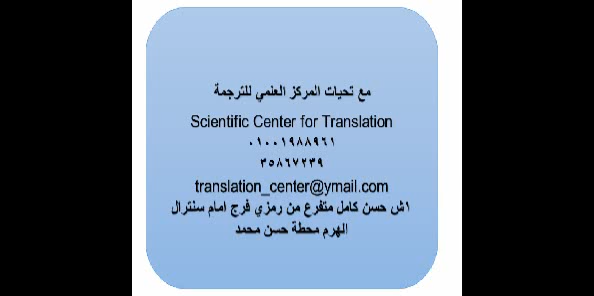 مع تحيات المركز العلمي للترجمة
Scientific Center for Translation
٠١٠٠١٩٨٨٩٦١
٣٥٨٦٧٢٣٩
translation_center@ymail.com
١ش حسن كامل متفرع من رمزي فرج امام سنترال
الهرم محطة حسن محمد